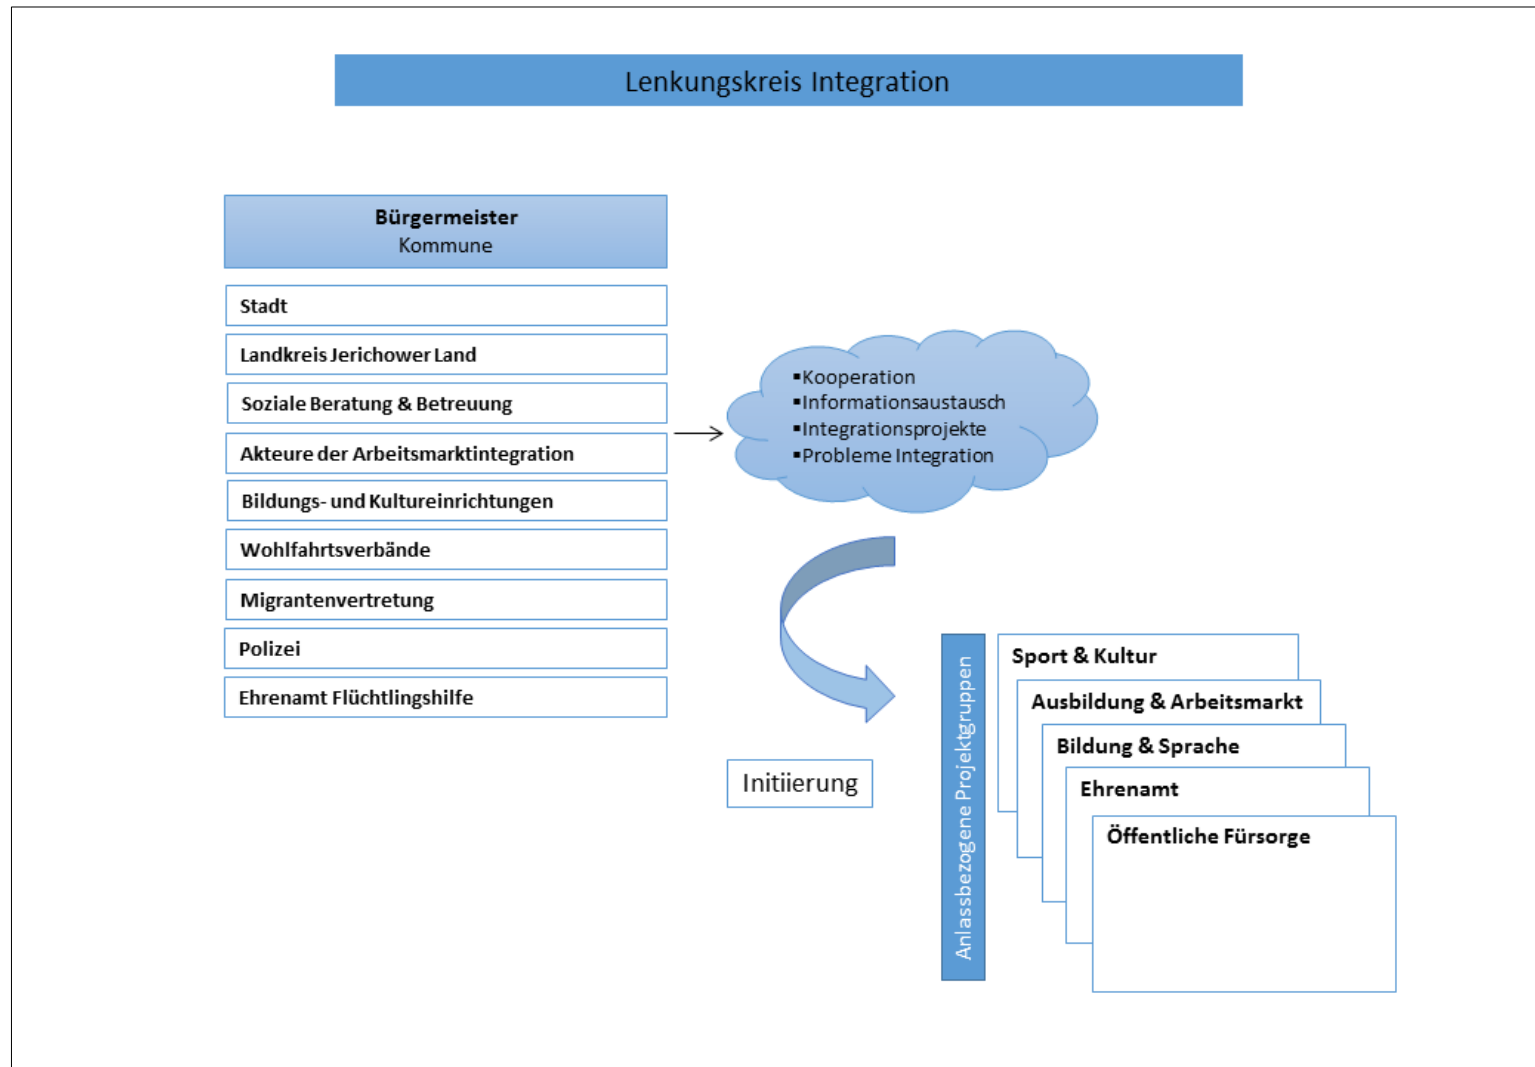 Lenkungskreis Integration
Bürgermeister
Kommune
Stadt
Landkreis Jerichower Land
Soziale Beratung & Betreuung
Akteure der Arbeitsmarktintegration
Bildungs- und Kultureinrichtungen
Wohlfahrtsverbände
Migrantenvertretung
Polizei
Ehrenamt Flüchtlingshilfe
▪Kooperation
▪Informationsaustausch
▪Integrationsprojekte
▪Probleme Integration
Initiierung
Anlassbezogene Projektgruppen
Sport & Kultur
Ausbildung & Arbeitsmarkt
Bildung & Sprache
Ehrenamt
Öffentliche Fürsorge